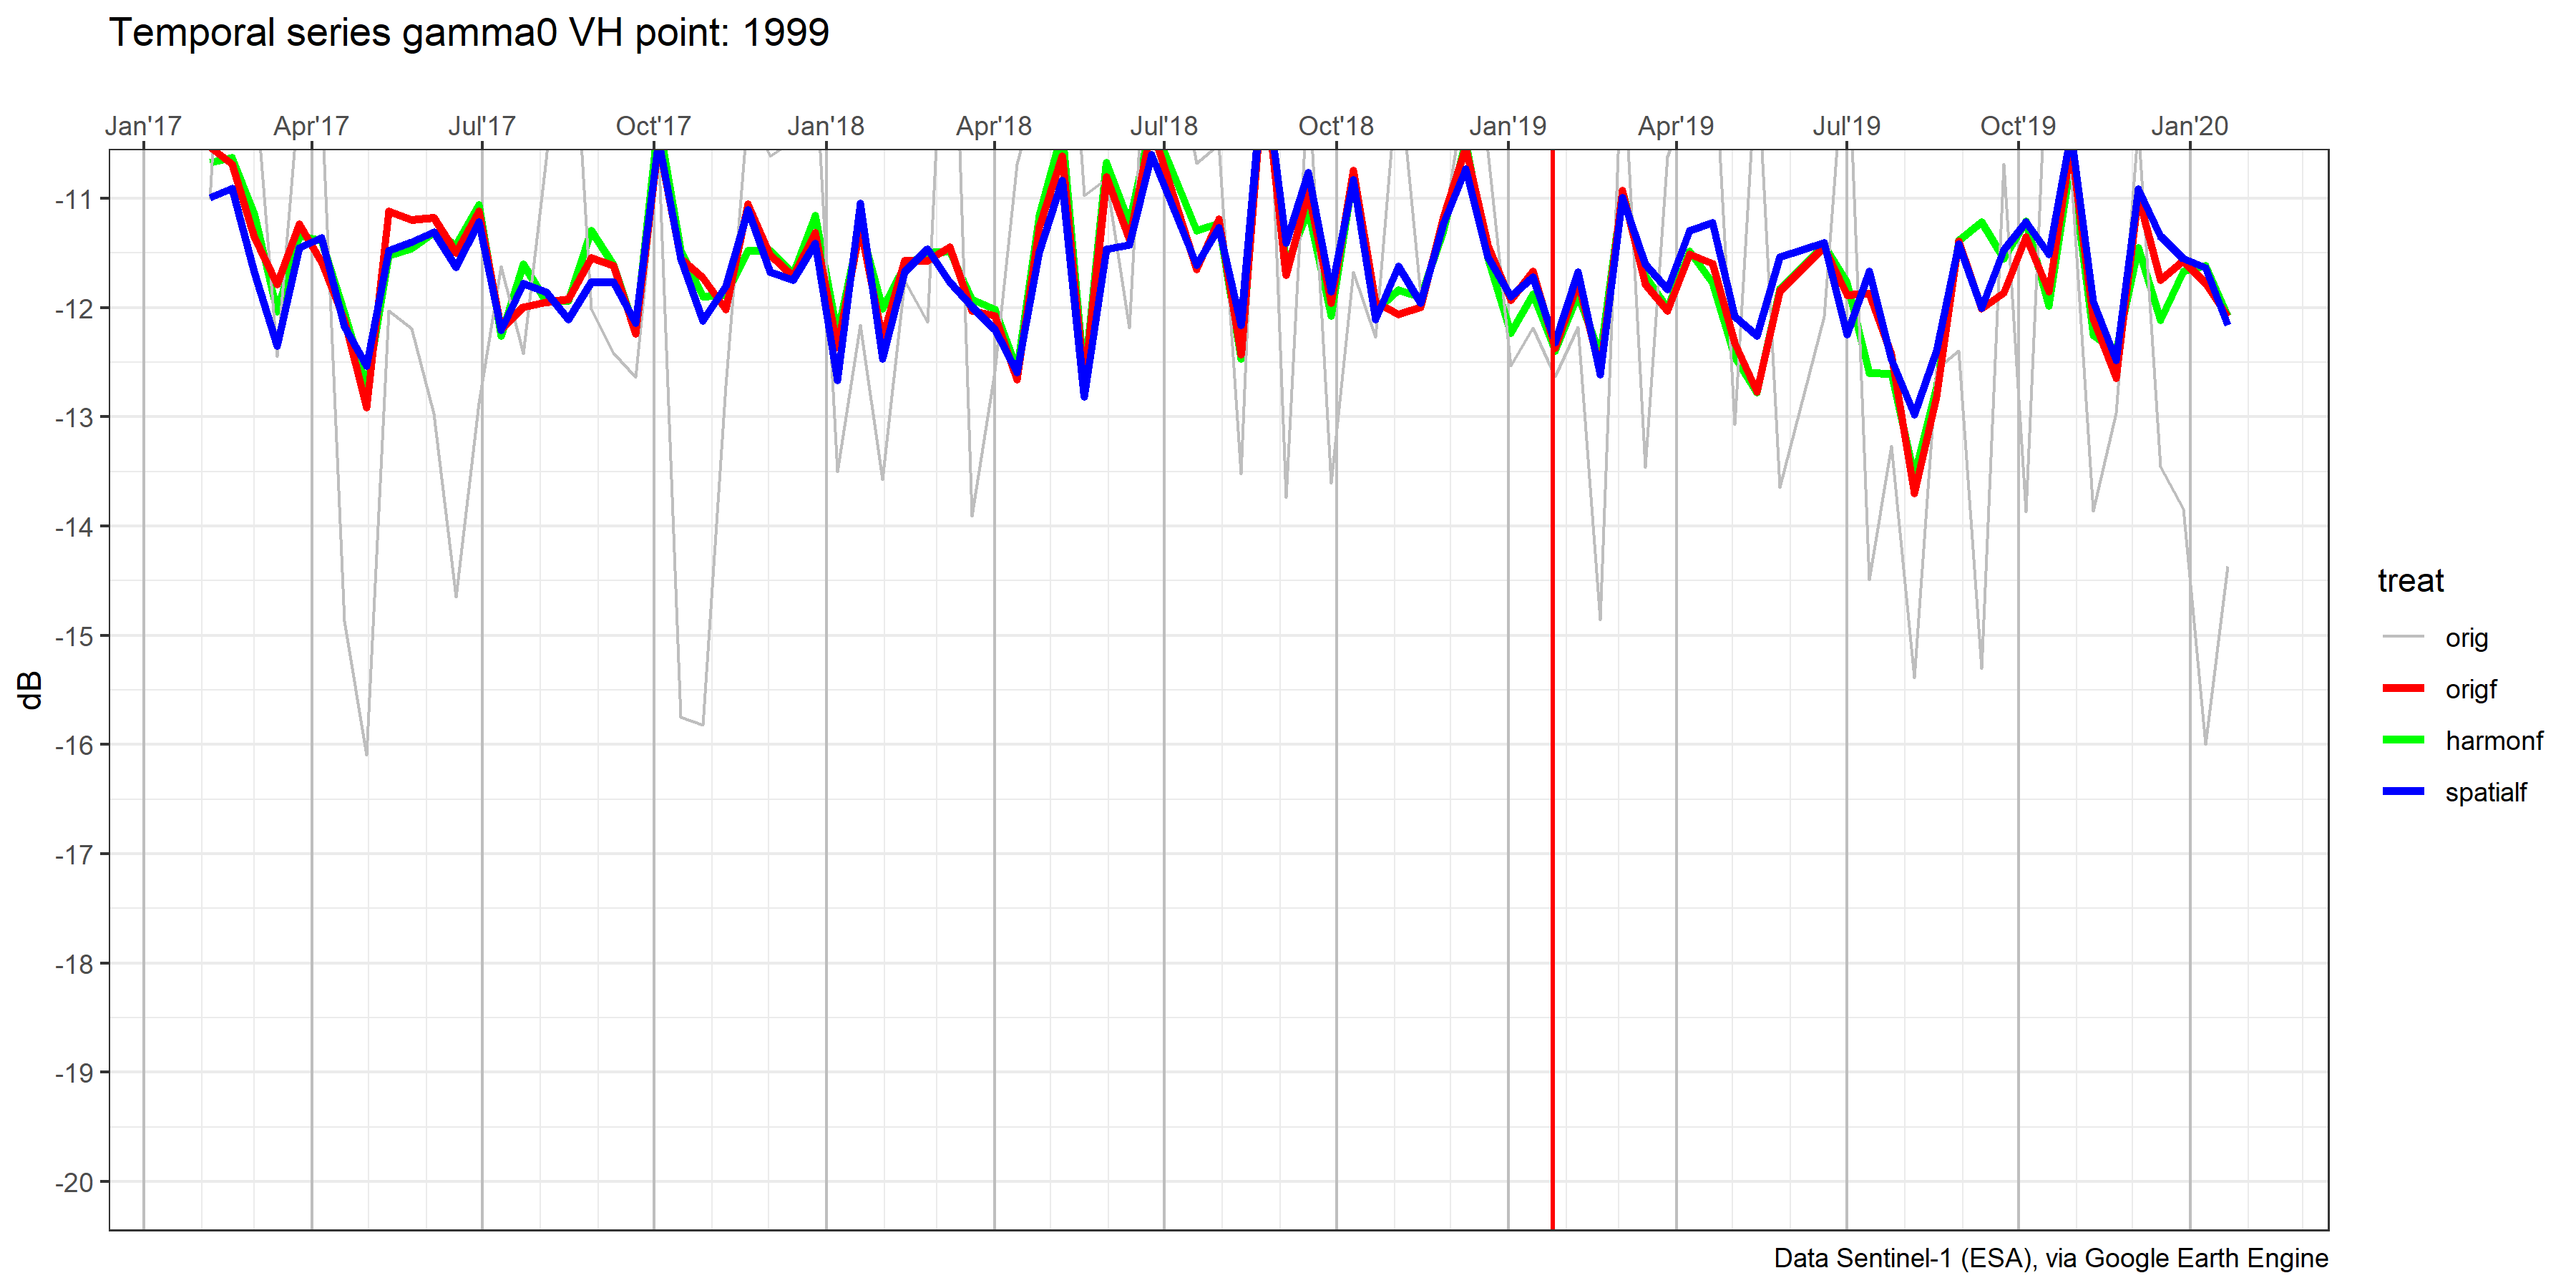 Temporal series gamma0 VH point: 1999
Jan'17 Apr'17 Jul'17 Oct'17 Jan'18 Apr'18 Jul'18 Oct'18 Jan'19 Apr'19 Jul'19 Oct'19 Jan'20
-11
-12
-13
-14
-15
-16
-17
-18
-19
-20
dB
treat
orig
origf
harmonf
spatialf
Data Sentinel-1 (ESA), via Google Earth Engine